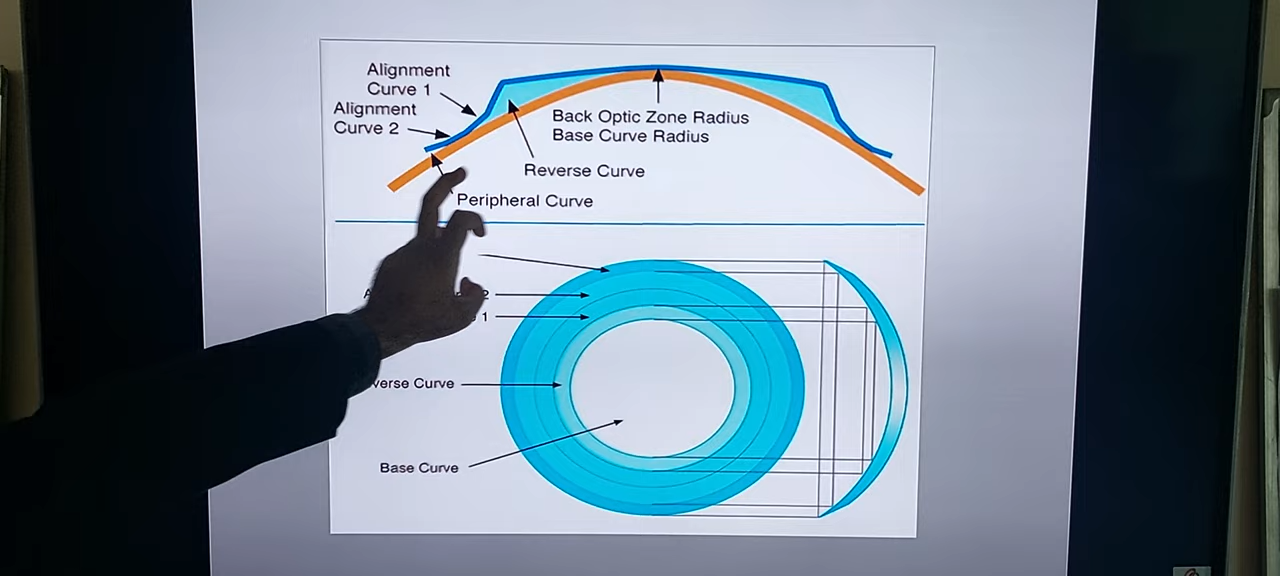 Alignment
Curve 1
Alignment
Curve 2
Back Optic Zone Radius
Base Curve Radius
Reverse Curve
Peripheral Curve
2
1
Curve
Base Curve